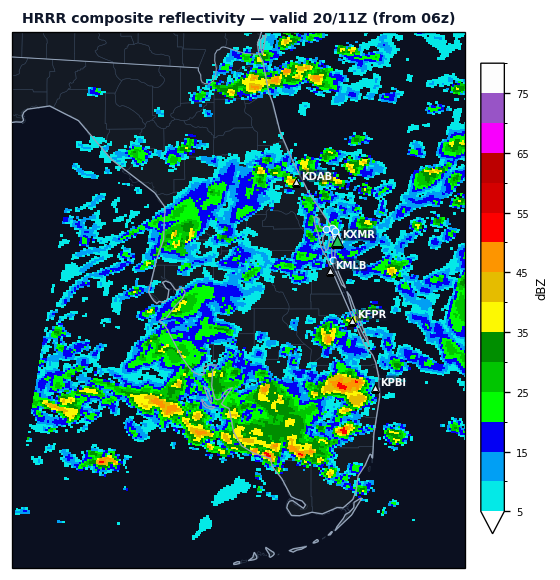 HRRR composite reflectivity — valid 20/11Z (from 06z)
KDAB
KXMR
KMLB
KFPR
KPBI
75
65
55
45
35
25
15
5
dBZ